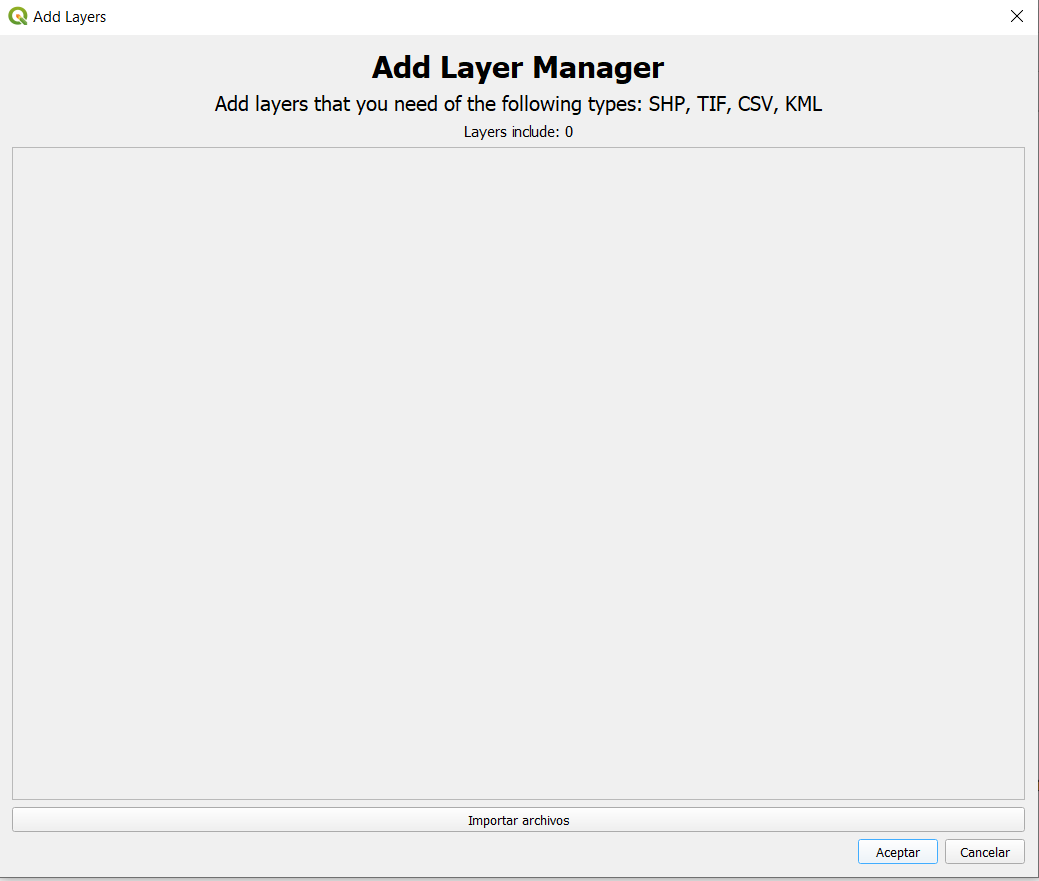 Add Layers
Add Layer Manager
Add layers that you need of the following types: SHP, TIF, CSV, KML
Layers include: 0
Importar archivos
Aceptar
Cancelar